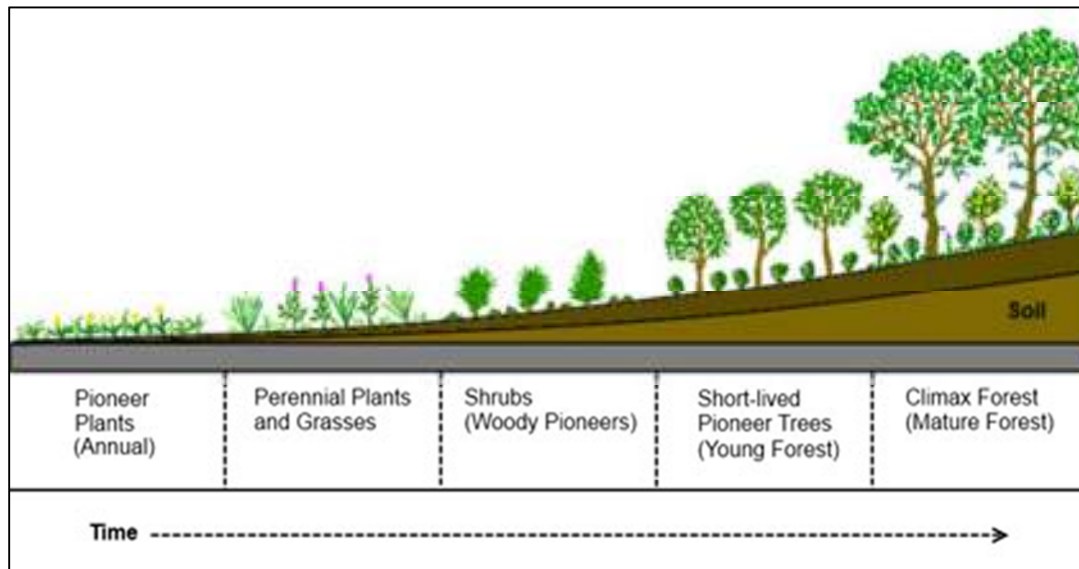 Soil
Pioneer
Plants
(Annual)
Perennial Plants
and Grasses
Shrubs
(Woody Pioneers)
Short-lived
Pioneer Trees
(Young Forest)
Climax Forest
(Mature Forest)
Time